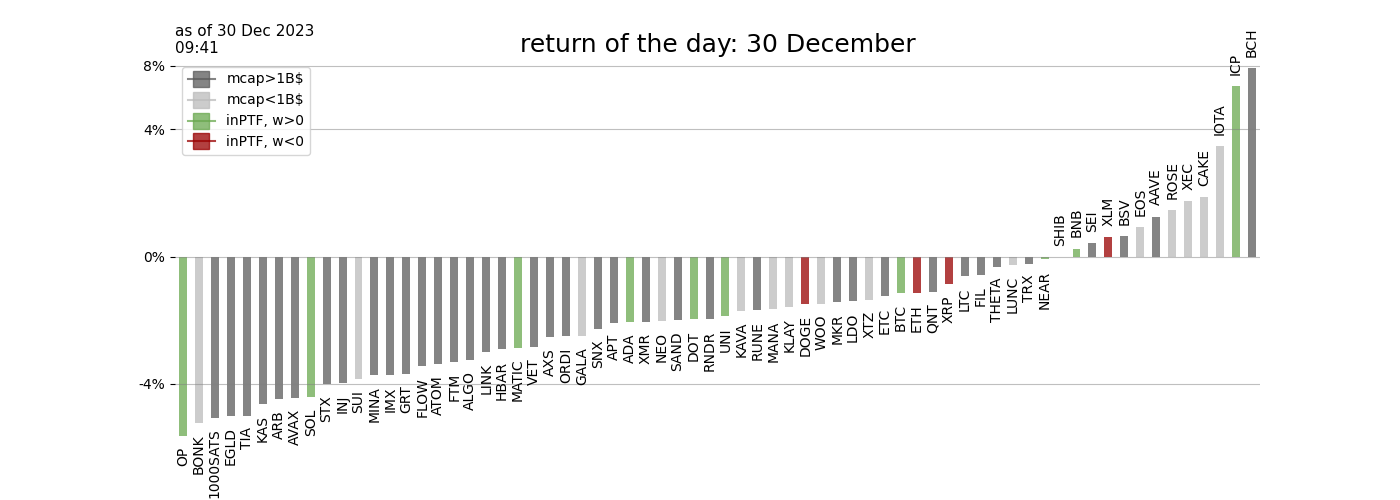 as of 30 Dec 2023
09:41
return of the day: 30 December
8%
4%
0%
-4%
mcap>1B$
mcap<1B$
inPTF, w>0
inPTF, w<0
OP
BONK
1000SATS
EGLD
TIA
KAS
ARB
AVAX
SOL
STX
INJ
SUI
MINA
IMX
GRT
FLOW
ATOM
FTM
ALGO
LINK
HBAR
MATIC
VET
AXS
ORDI
GALA
SNX
APT
ADA
XMR
NEO
SAND
DOT
RNDR
UNI
KAVA
RUNE
MANA
KLAY
DOGE
WOO
MKR
LDO
XTZ
ETC
BTC
ETH
QNT
XRP
LTC
FIL
THETA
LUNC
TRX
NEAR
SHIB
BNB
SEI
XLM
BSV
EOS
AAVE
ROSE
XEC
CAKE
IOTA
ICP
BCH